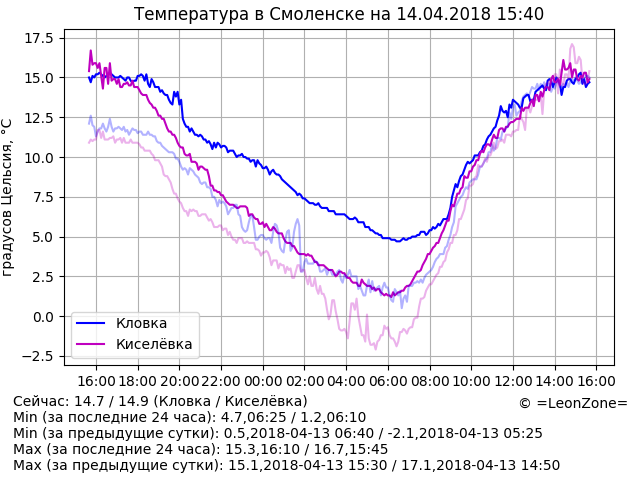 Температура в Смоленске на 14.04.2018 15:40
градусов Цельсия, °C
17.5
15.0
12.5
10.0
7.5
5.0
2.5
0.0
−2.5
Кловка
Киселёвка
16:00 18:00 20:00 22:00 00:00 02:00 04:00 06:00 08:00 10:00 12:00 14:00 16:00
Сейчас: 14.7 / 14.9 (Кловка / Киселёвка)
© =LeonZone=
Min (за последние 24 часа): 4.7,06:25 / 1.2,06:10
Min (за предыдущие сутки): 0.5,2018-04-13 06:40 / -2.1,2018-04-13 05:25
Max (за последние 24 часа): 15.3,16:10 / 16.7,15:45
Max (за предыдущие сутки): 15.1,2018-04-13 15:30 / 17.1,2018-04-13 14:50